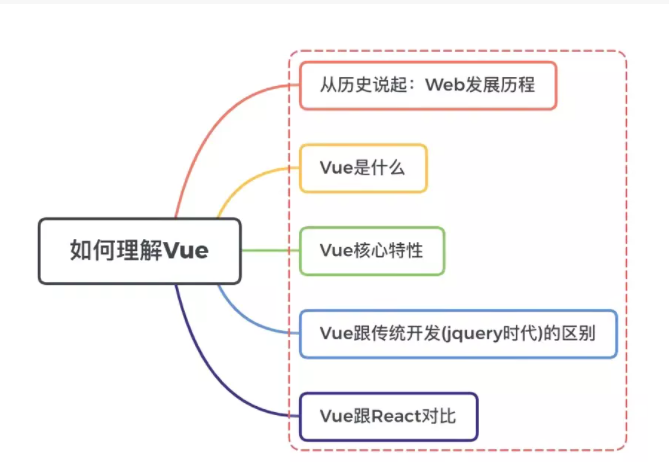 从历史说起：Web发展历程
Vue是什么
如何理解Vue
Vue核心特性
Vue跟传统开发(jquery时代)的区别
Vue跟React对比